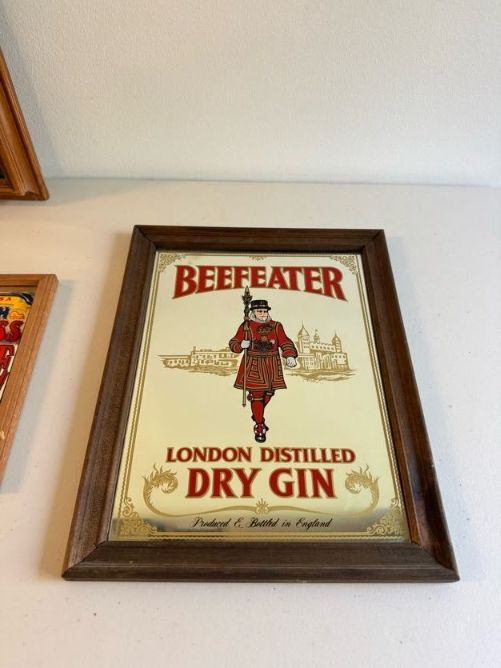 BEEFEATER
LONDON DISTILLED
DRY GIN
Produced & Bottled in England